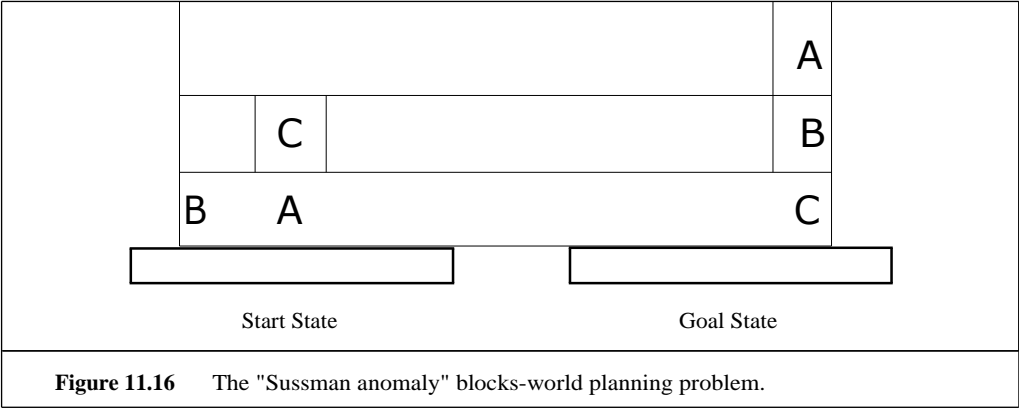 A
C B
B A C
Start State Goal State
Figure 11.16 The "Sussman anomaly" blocks-world planning problem.